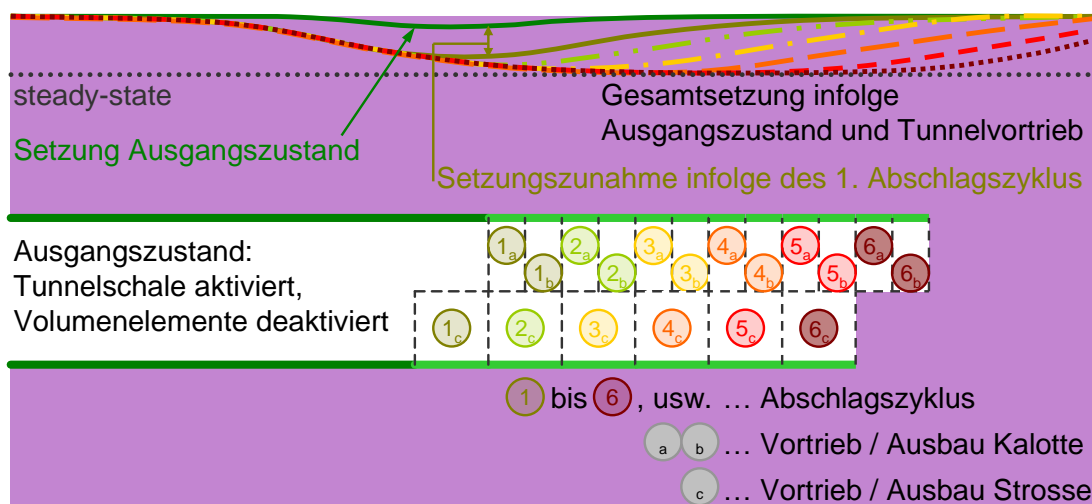 steady-state
Gesamtsetzung infolge
Ausgangszustand und Tunnelvortrieb
Setzung Ausgangszustand
Setzungszunahme infolge des 1. Abschlagszyklus
Ausgangszustand:
Tunnelschale aktiviert,
Volumenelemente deaktiviert
1a 2a 3a 4a 5a 6a
1b 2b 3b 4b 5b 6b
1c 2c 3c 4c 5c 6c
1 bis 6 , usw. … Abschlagszyklus
a b … Vortrieb / Ausbau Kalotte
c … Vortrieb / Ausbau Strosse